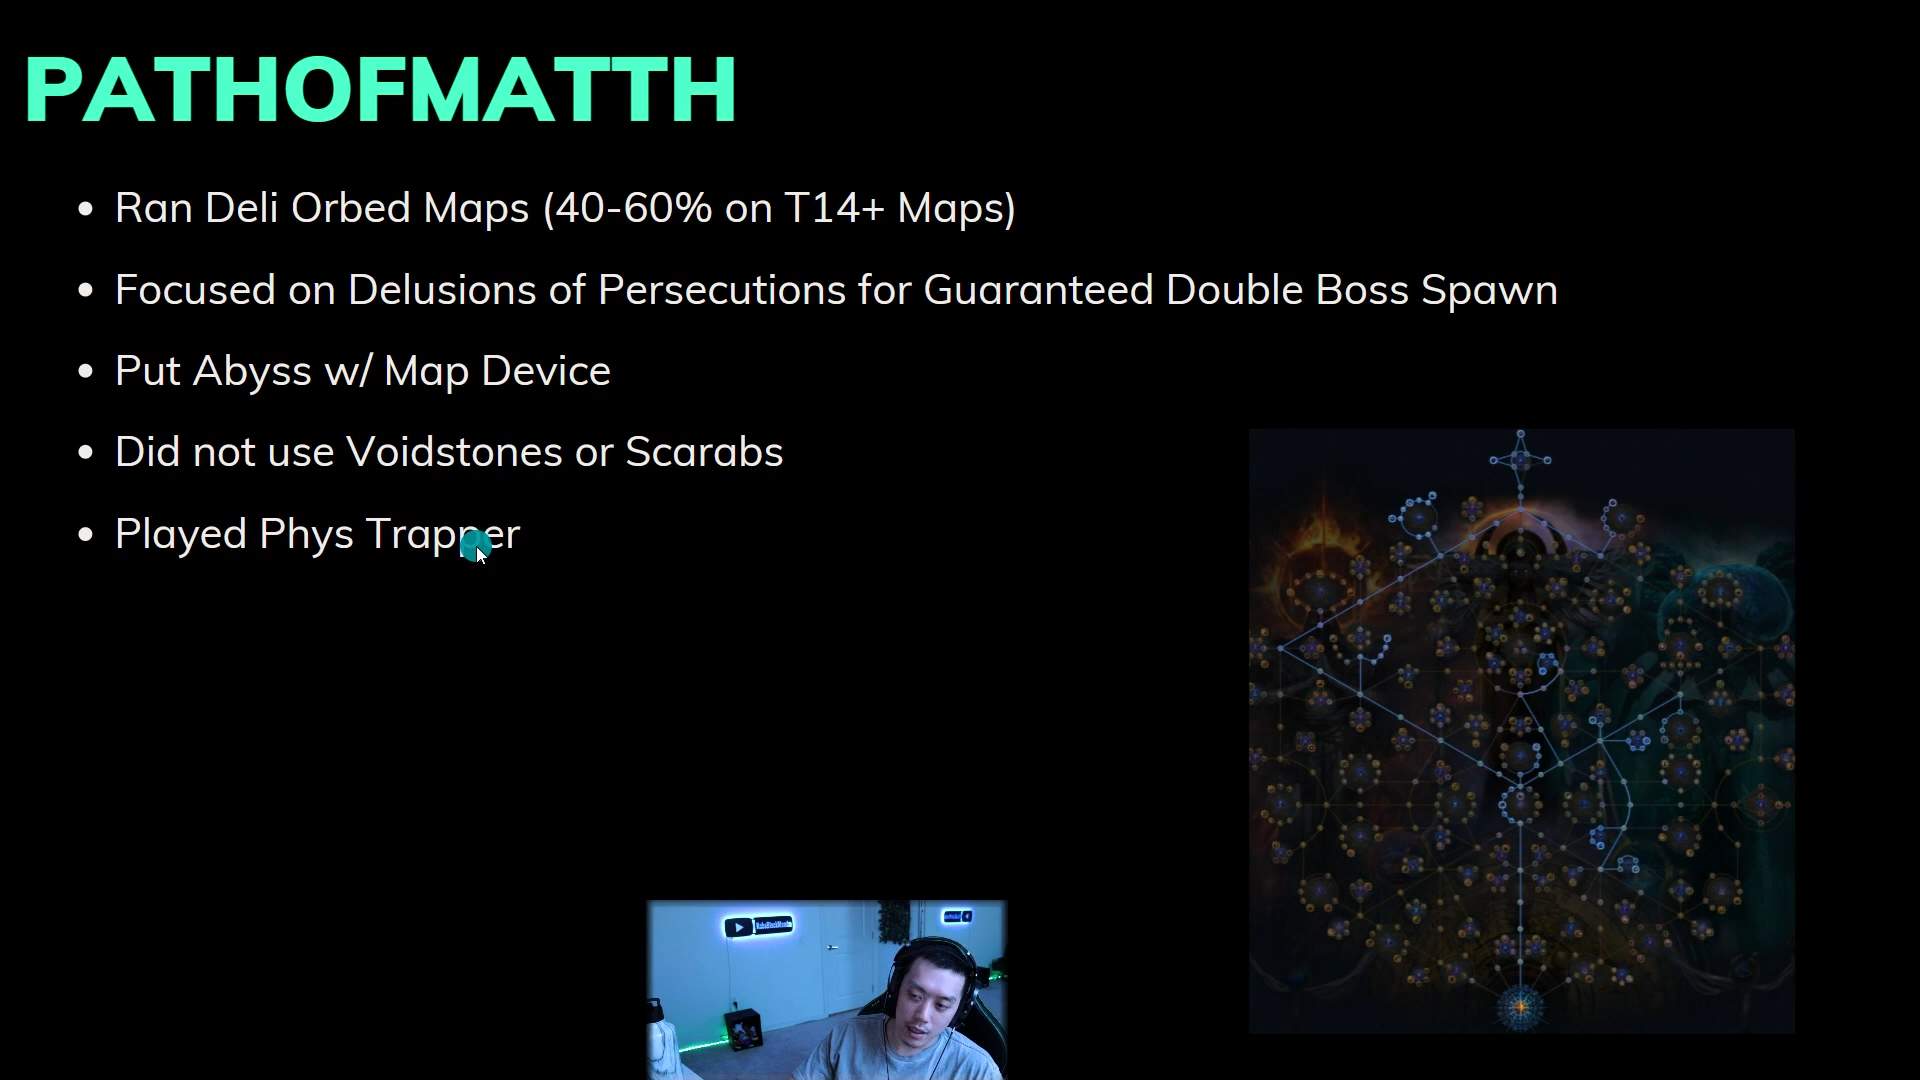 PATHOFMATTH
• Ran Deli Orbed Maps (40-60% on T14+ Maps)
• Focused on Delusions of Persecutions for Guaranteed Double Boss Spawn
• Put Abyss w/ Map Device
• Did not use Voidstones or Scarabs
• Played Phys Trapper